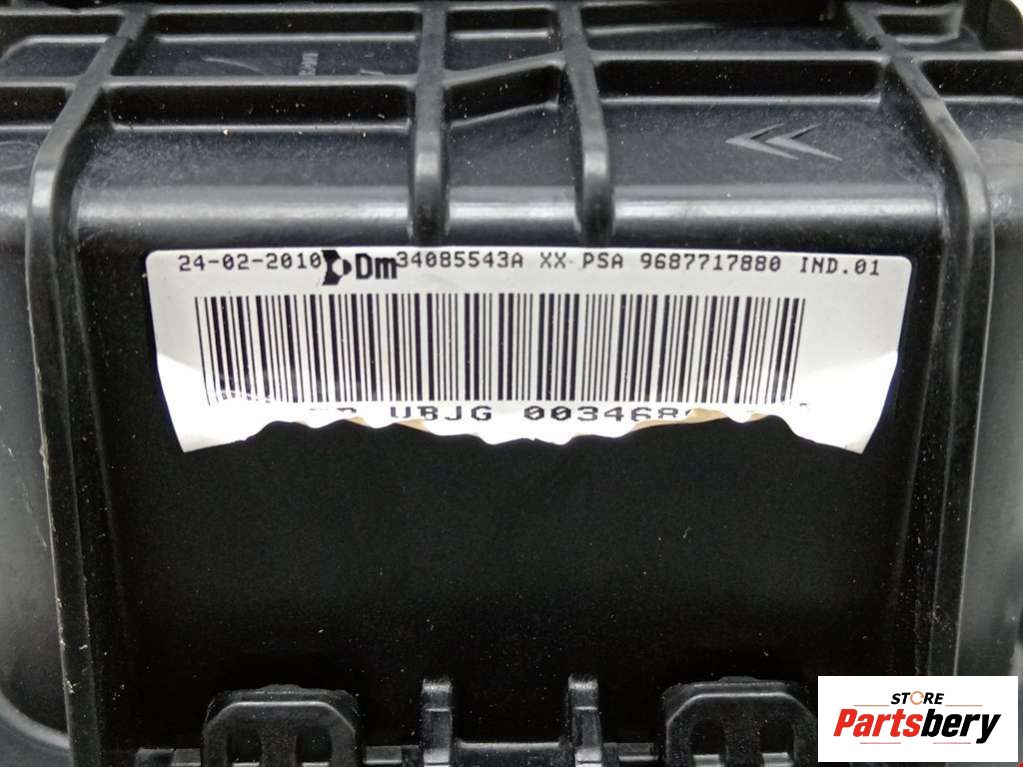 24-02-2010 Dm 34085543A XX PSA 9687717880 IND.01
UBJG 00346
STORE
Partsbery